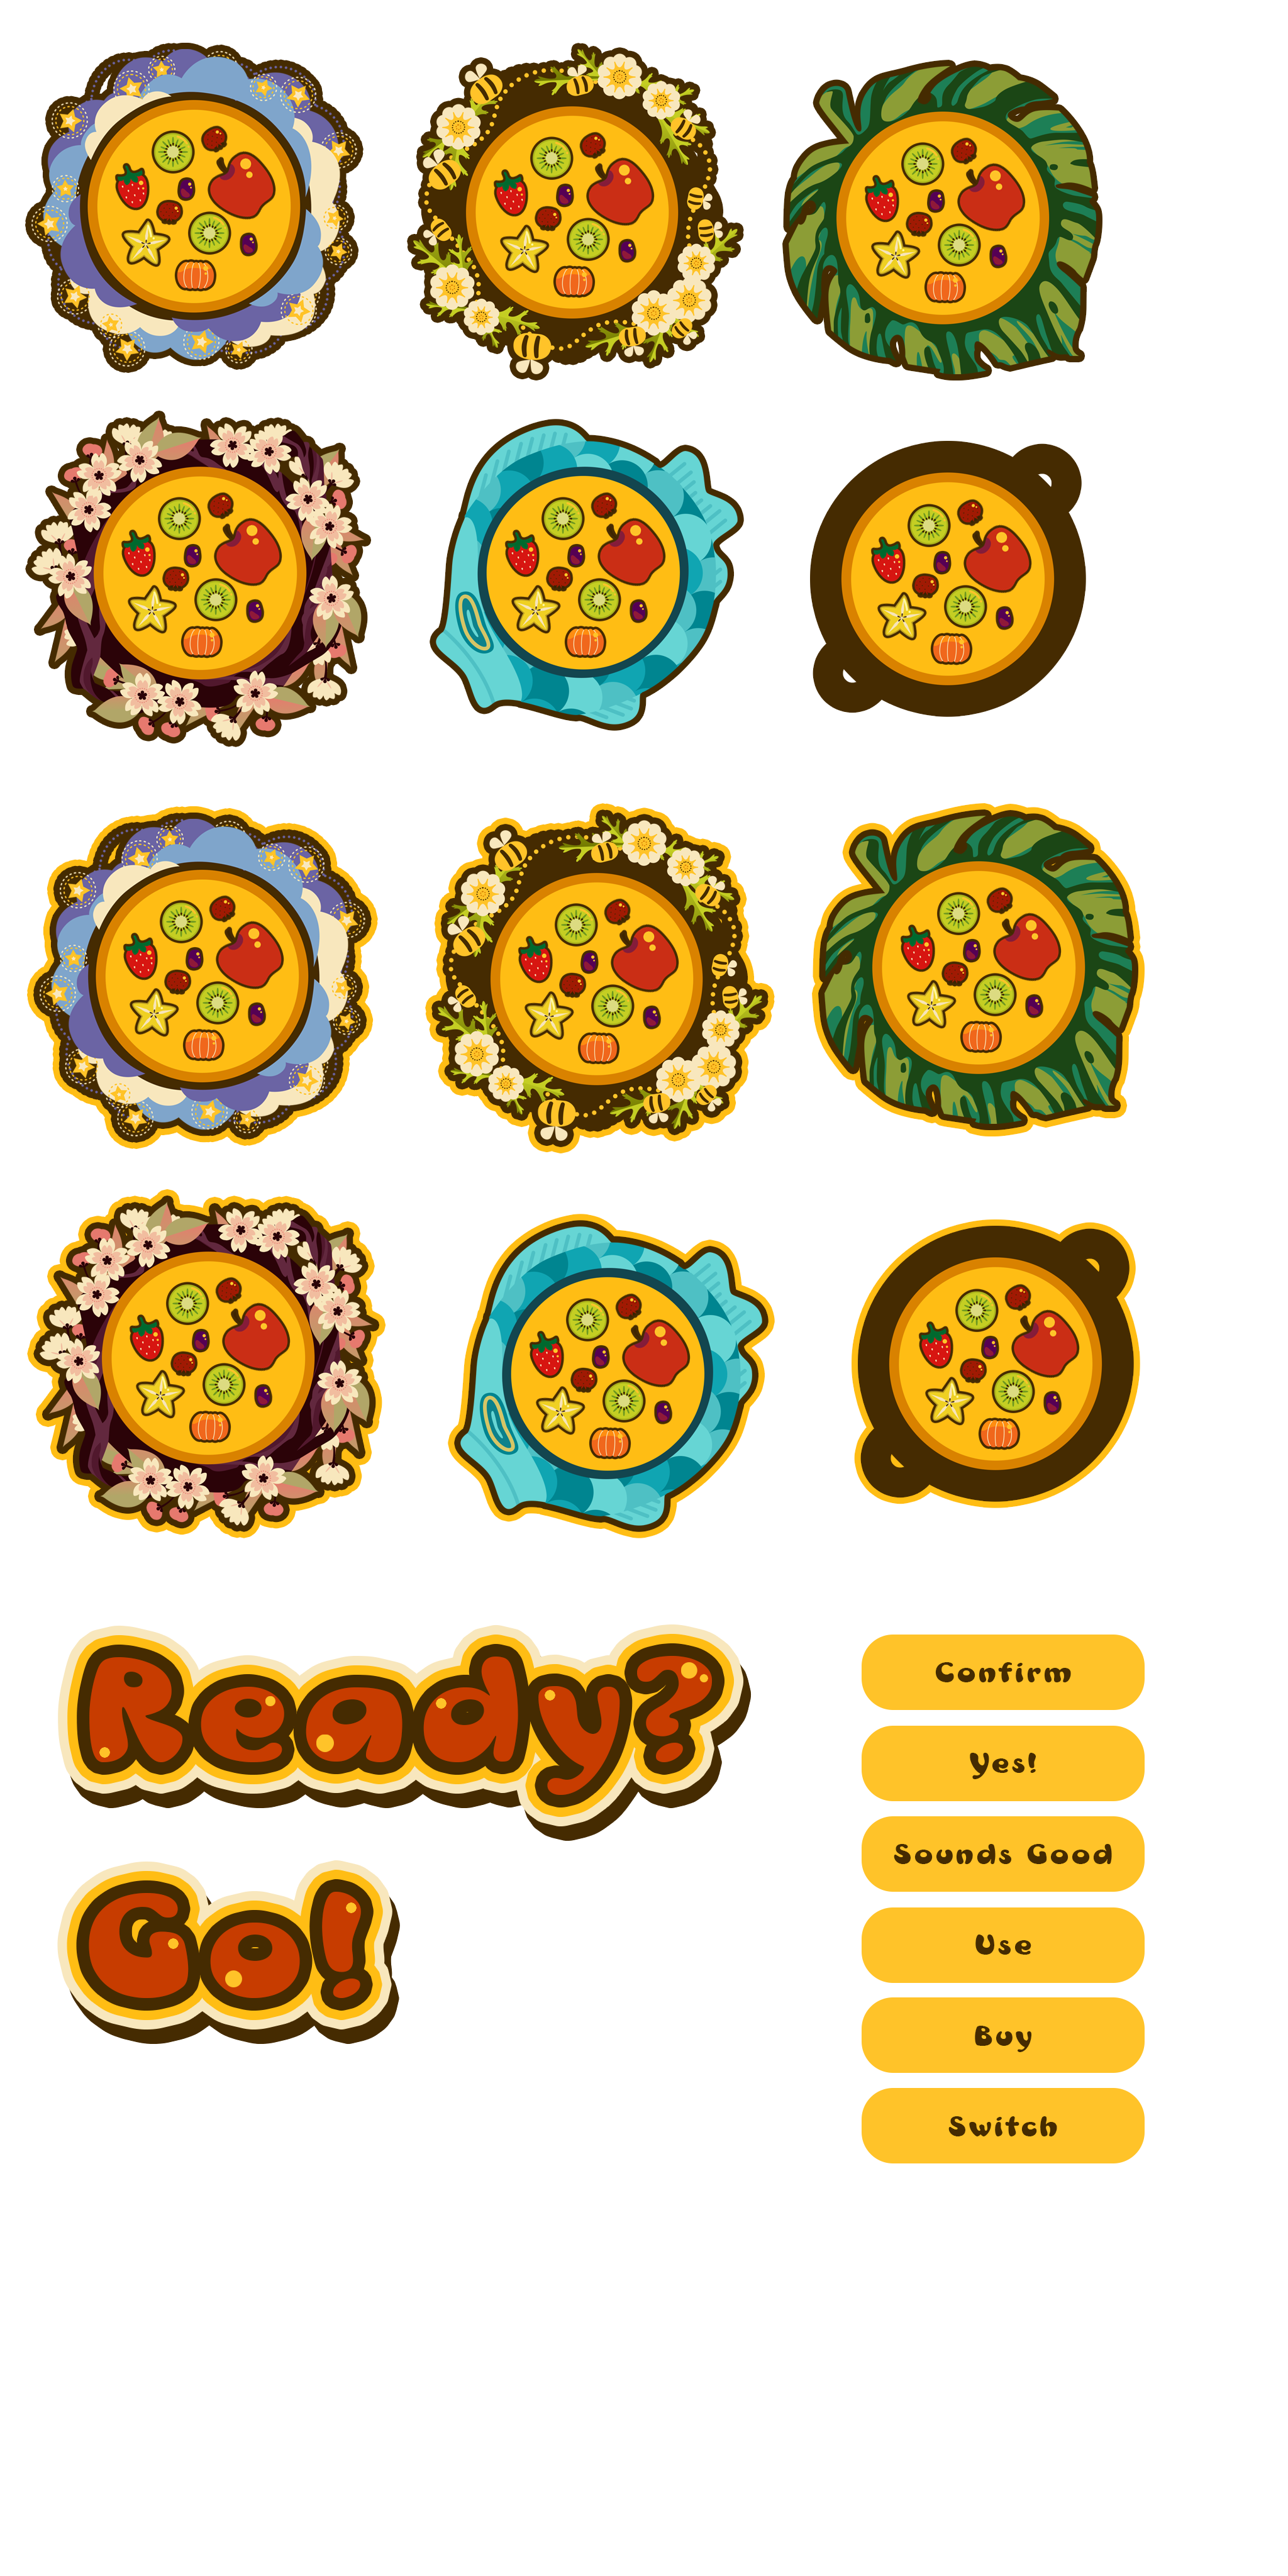 Ready?
Go!
Confirm
Yes!
Sounds Good
Use
Buy
Switch